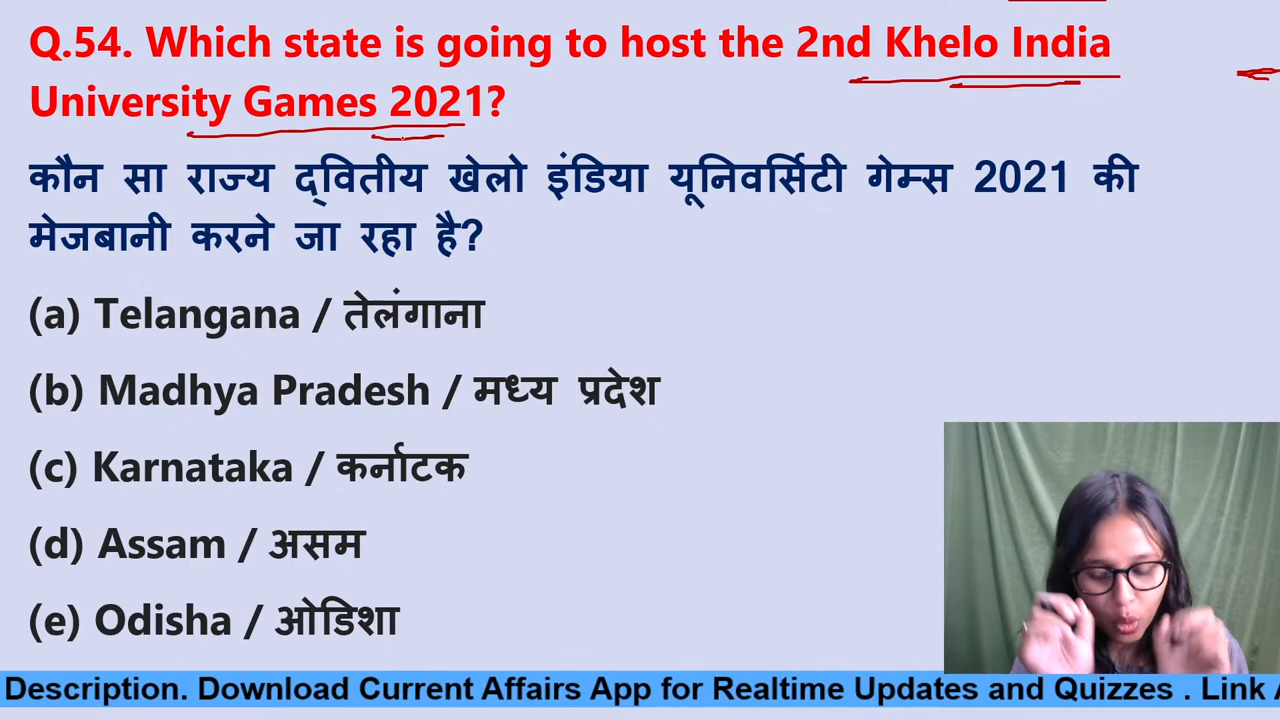 Q.54. Which state is going to host the 2nd Khelo India
University Games 2021?
कौन सा राज्य द्वितीय खेलो इंडिया यूनिवर्सिटी गेम्स 2021 की
मेजबानी करने जा रहा है?
(a) Telangana / तेलंगाना
(b) Madhya Pradesh / मध्य प्रदेश
(c) Karnataka / कर्नाटक
(d) Assam / असम
(e) Odisha / ओडिशा
Description. Download Current Affairs App for Realtime Updates and Quizzes . Link